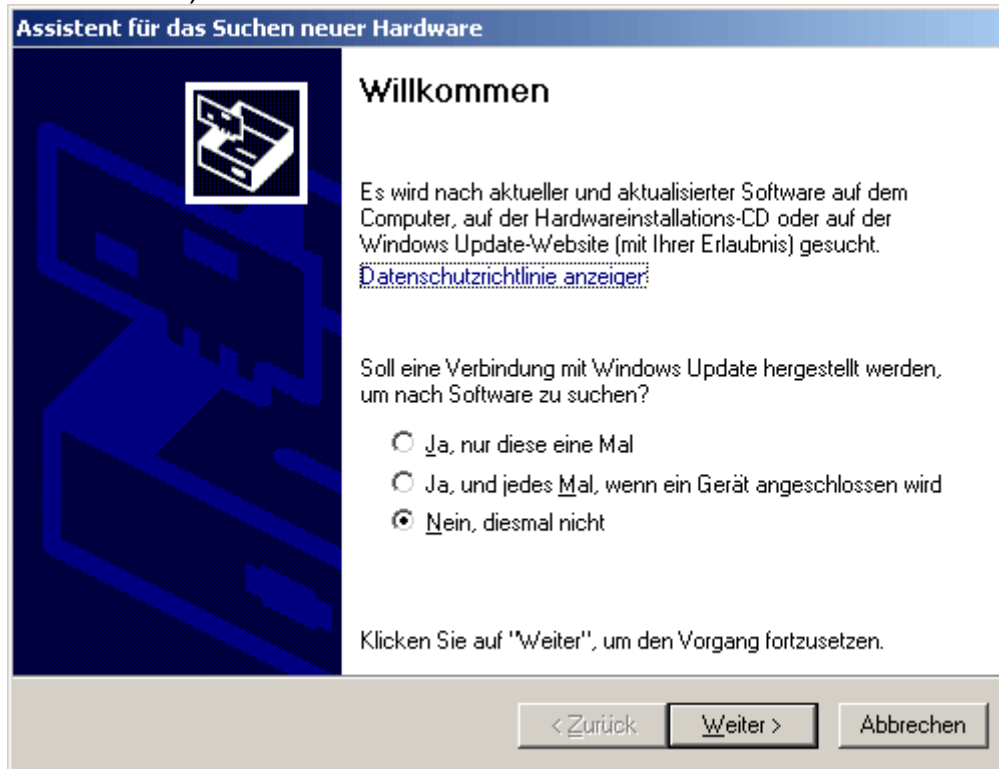 Assistent für das Suchen neuer Hardware
Willkommen
Es wird nach aktueller und aktualisierter Software auf dem
Computer, auf der Hardwareinstallations-CD oder auf der
Windows Update-Website (mit Ihrer Erlaubnis) gesucht.
Datenschutzrichtlinie anzeigen
Soll eine Verbindung mit Windows Update hergestellt werden,
um nach Software zu suchen?
Ja, nur diese eine Mal
Ja, und jedes Mal, wenn ein Gerät angeschlossen wird
Nein, diesmal nicht
Klicken Sie auf "Weiter", um den Vorgang fortzusetzen.
< Zurück Weiter > Abbrechen